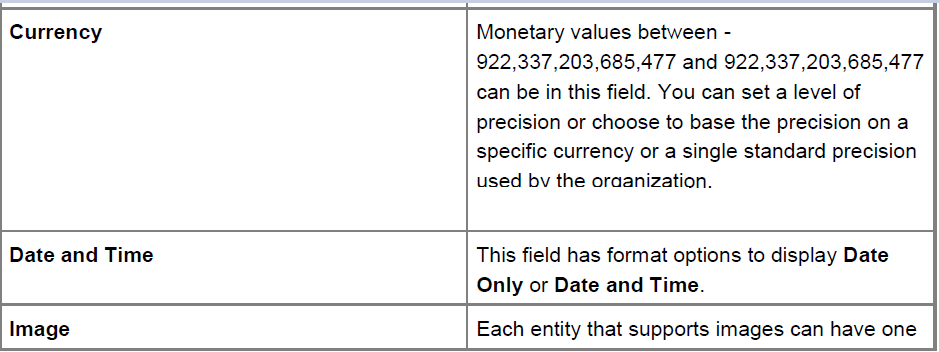 Currency
Monetary values between -
922,337,203,685,477 and 922,337,203,685,477
can be in this field. You can set a level of
precision or choose to base the precision on a
specific currency or a single standard precision
used by the organization.
Date and Time
This field has format options to display Date
Only or Date and Time.
Image
Each entity that supports images can have one